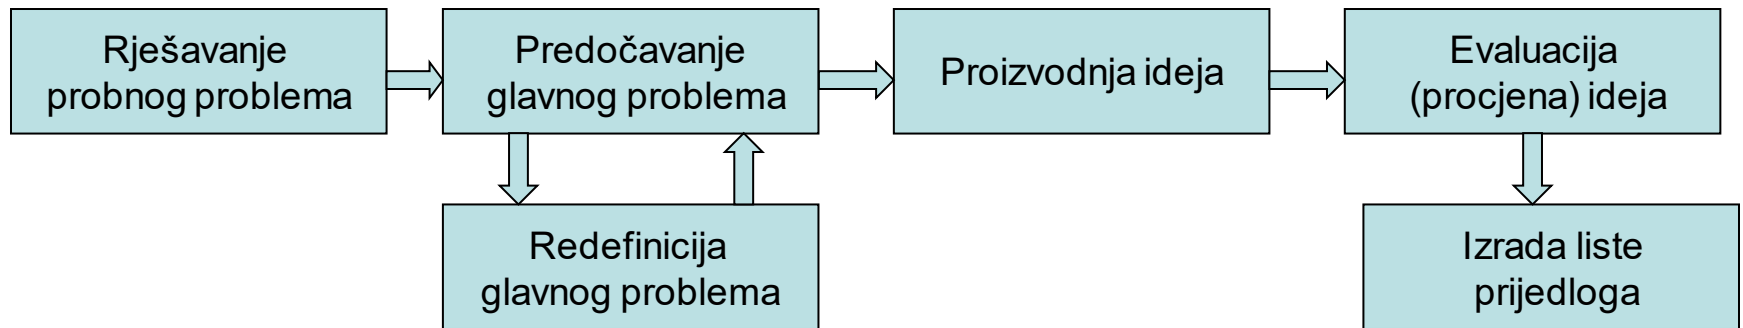 Rješavanje
probnog problema
Predočavanje
glavnog problema
Proizvodnja ideja
Evaluacija
(procjena) ideja
Redefinicija
glavnog problema
Izrada liste
prijedloga